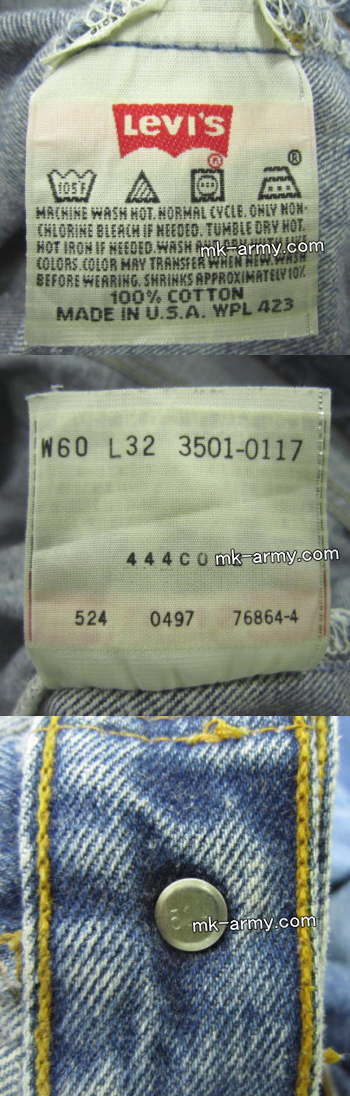 LEVI'S
®
®
105°F
MACHINE WASH HOT. NORMAL CYCLE. ONLY NON-
CHLORINE BLEACH IF NEEDED. TUMBLE DRY HOT.
HOT IRON IF NEEDED. WASH
mk-army.com
COLORS. COLOR MAY TRANSFER WHEN NEW. WASH
BEFORE WEARING. SHRINKS APPROXIMATELY 10%
100% COTTON
MADE IN U.S.A. WPL 423
W60 L32 3501-0117
444CO
mk-army.com
524 0497 76864-4
mk-army.com